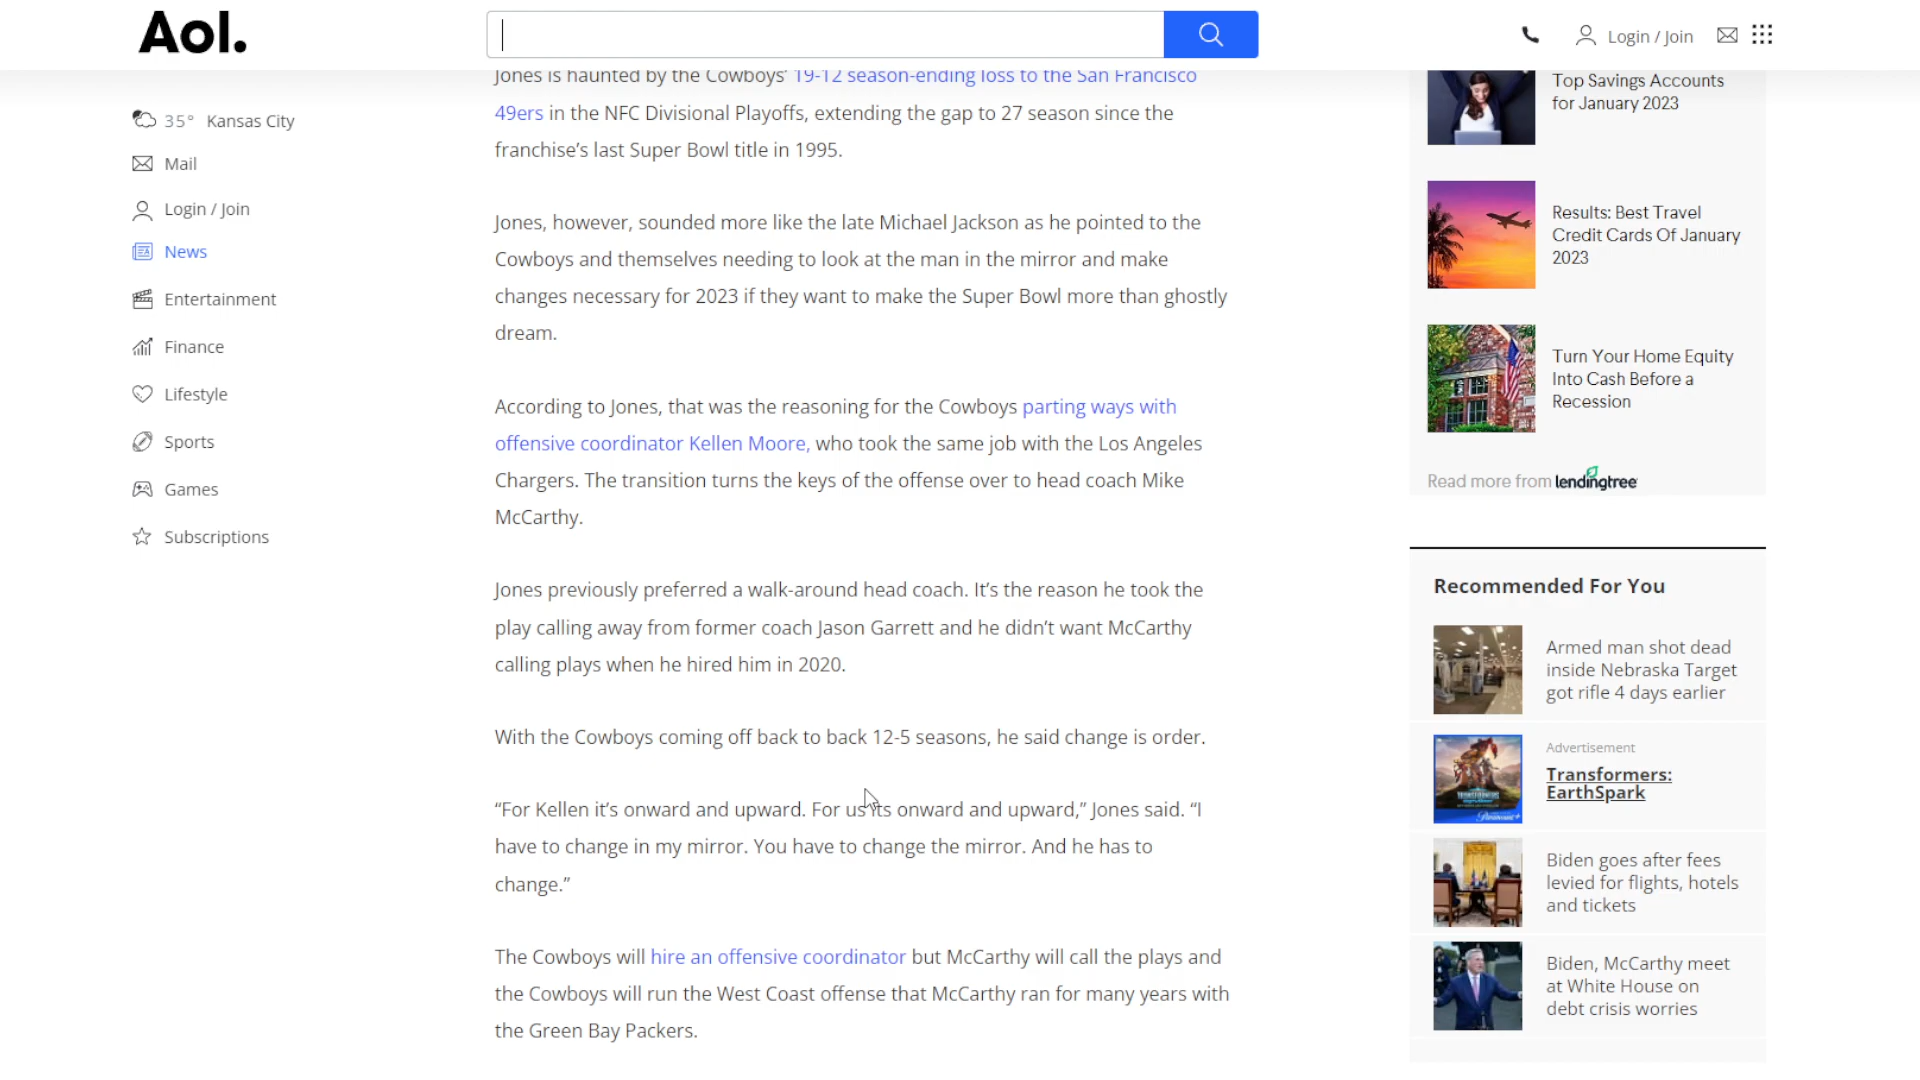 Aol.
Login / Join
35° Kansas City
Mail
Login / Join
News
Entertainment
Finance
Lifestyle
Sports
Games
Subscriptions
Jones is haunted by the Cowboys’ 19-12 season-ending loss to the San Francisco
49ers in the NFC Divisional Playoffs, extending the gap to 27 season since the
franchise’s last Super Bowl title in 1995.
Jones, however, sounded more like the late Michael Jackson as he pointed to the
Cowboys and themselves needing to look at the man in the mirror and make
changes necessary for 2023 if they want to make the Super Bowl more than ghostly
dream.
According to Jones, that was the reasoning for the Cowboys parting ways with
offensive coordinator Kellen Moore, who took the same job with the Los Angeles
Chargers. The transition turns the keys of the offense over to head coach Mike
McCarthy.
Jones previously preferred a walk-around head coach. It’s the reason he took the
play calling away from former coach Jason Garrett and he didn’t want McCarthy
calling plays when he hired him in 2020.
With the Cowboys coming off back to back 12-5 seasons, he said change is order.
“For Kellen it’s onward and upward. For us its onward and upward,” Jones said. “I
have to change in my mirror. You have to change the mirror. And he has to
change.”
The Cowboys will hire an offensive coordinator but McCarthy will call the plays and
the Cowboys will run the West Coast offense that McCarthy ran for many years with
the Green Bay Packers.
Top Savings Accounts
for January 2023
Results: Best Travel
Credit Cards Of January
2023
Turn Your Home Equity
Into Cash Before a
Recession
Read more from lendingtree
Recommended For You
Armed man shot dead
inside Nebraska Target
got rifle 4 days earlier
Advertisement
Transformers:
EarthSpark
TRANSFORMERS
Paramount+
Biden goes after fees
levied for flights, hotels
and tickets
Biden, McCarthy meet
at White House on
debt crisis worries